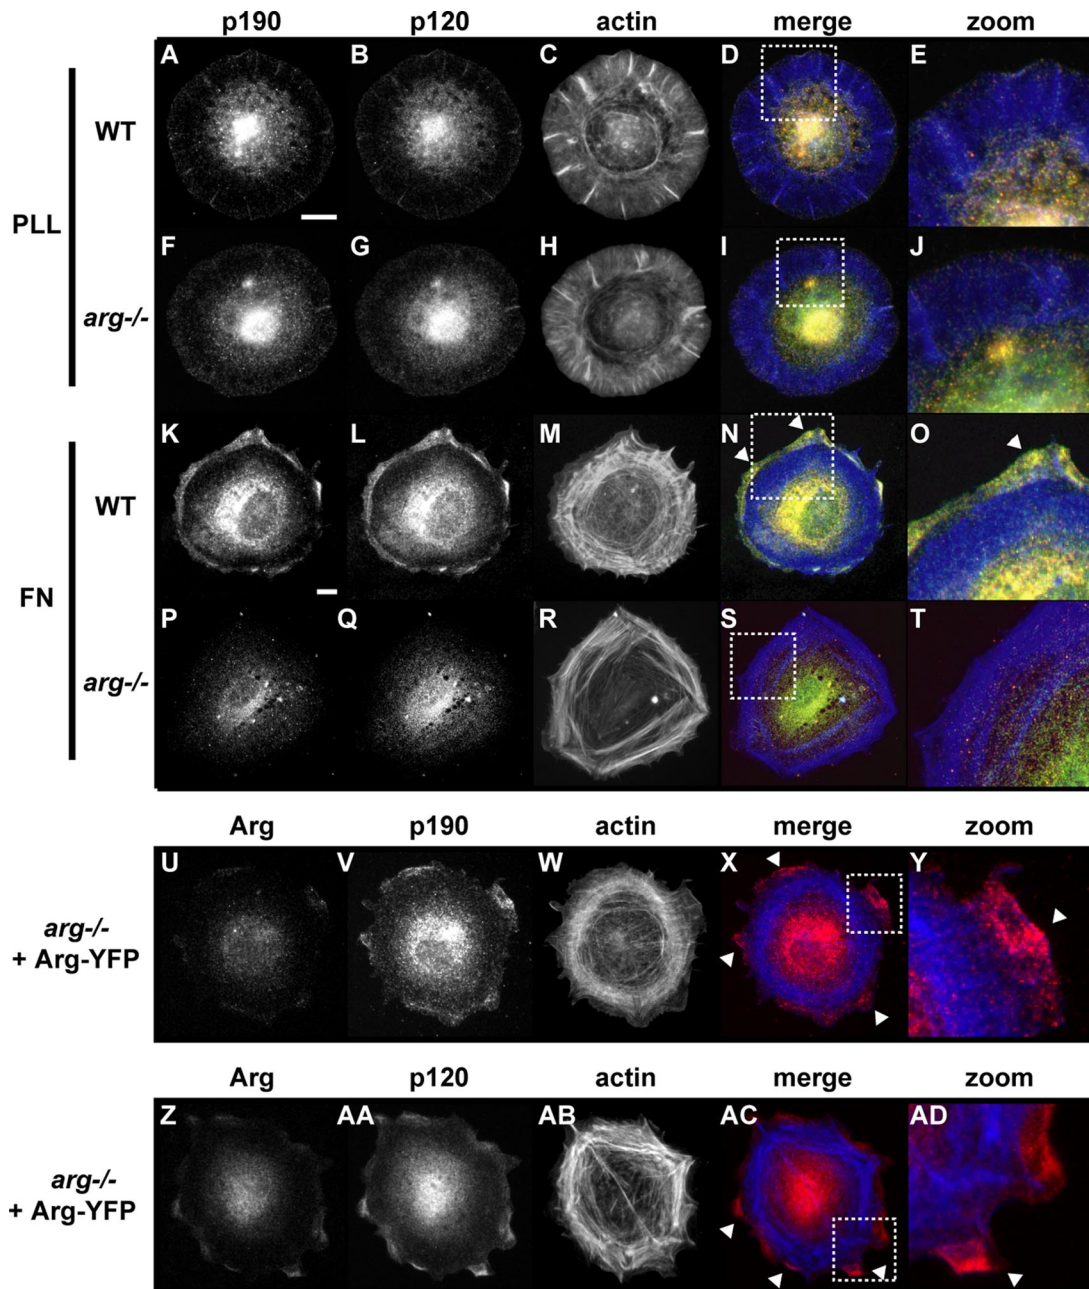 p190 p120 actin merge zoom
A B C D E
WT
PLL
F G H I J
arg-/-
K L M N O
WT
FN
P Q R S T
arg-/-
Arg p190 actin merge zoom
U V W X Y
arg-/-
+ Arg-YFP
Arg p120 actin merge zoom
Z AA AB AC AD
arg-/-
+ Arg-YFP